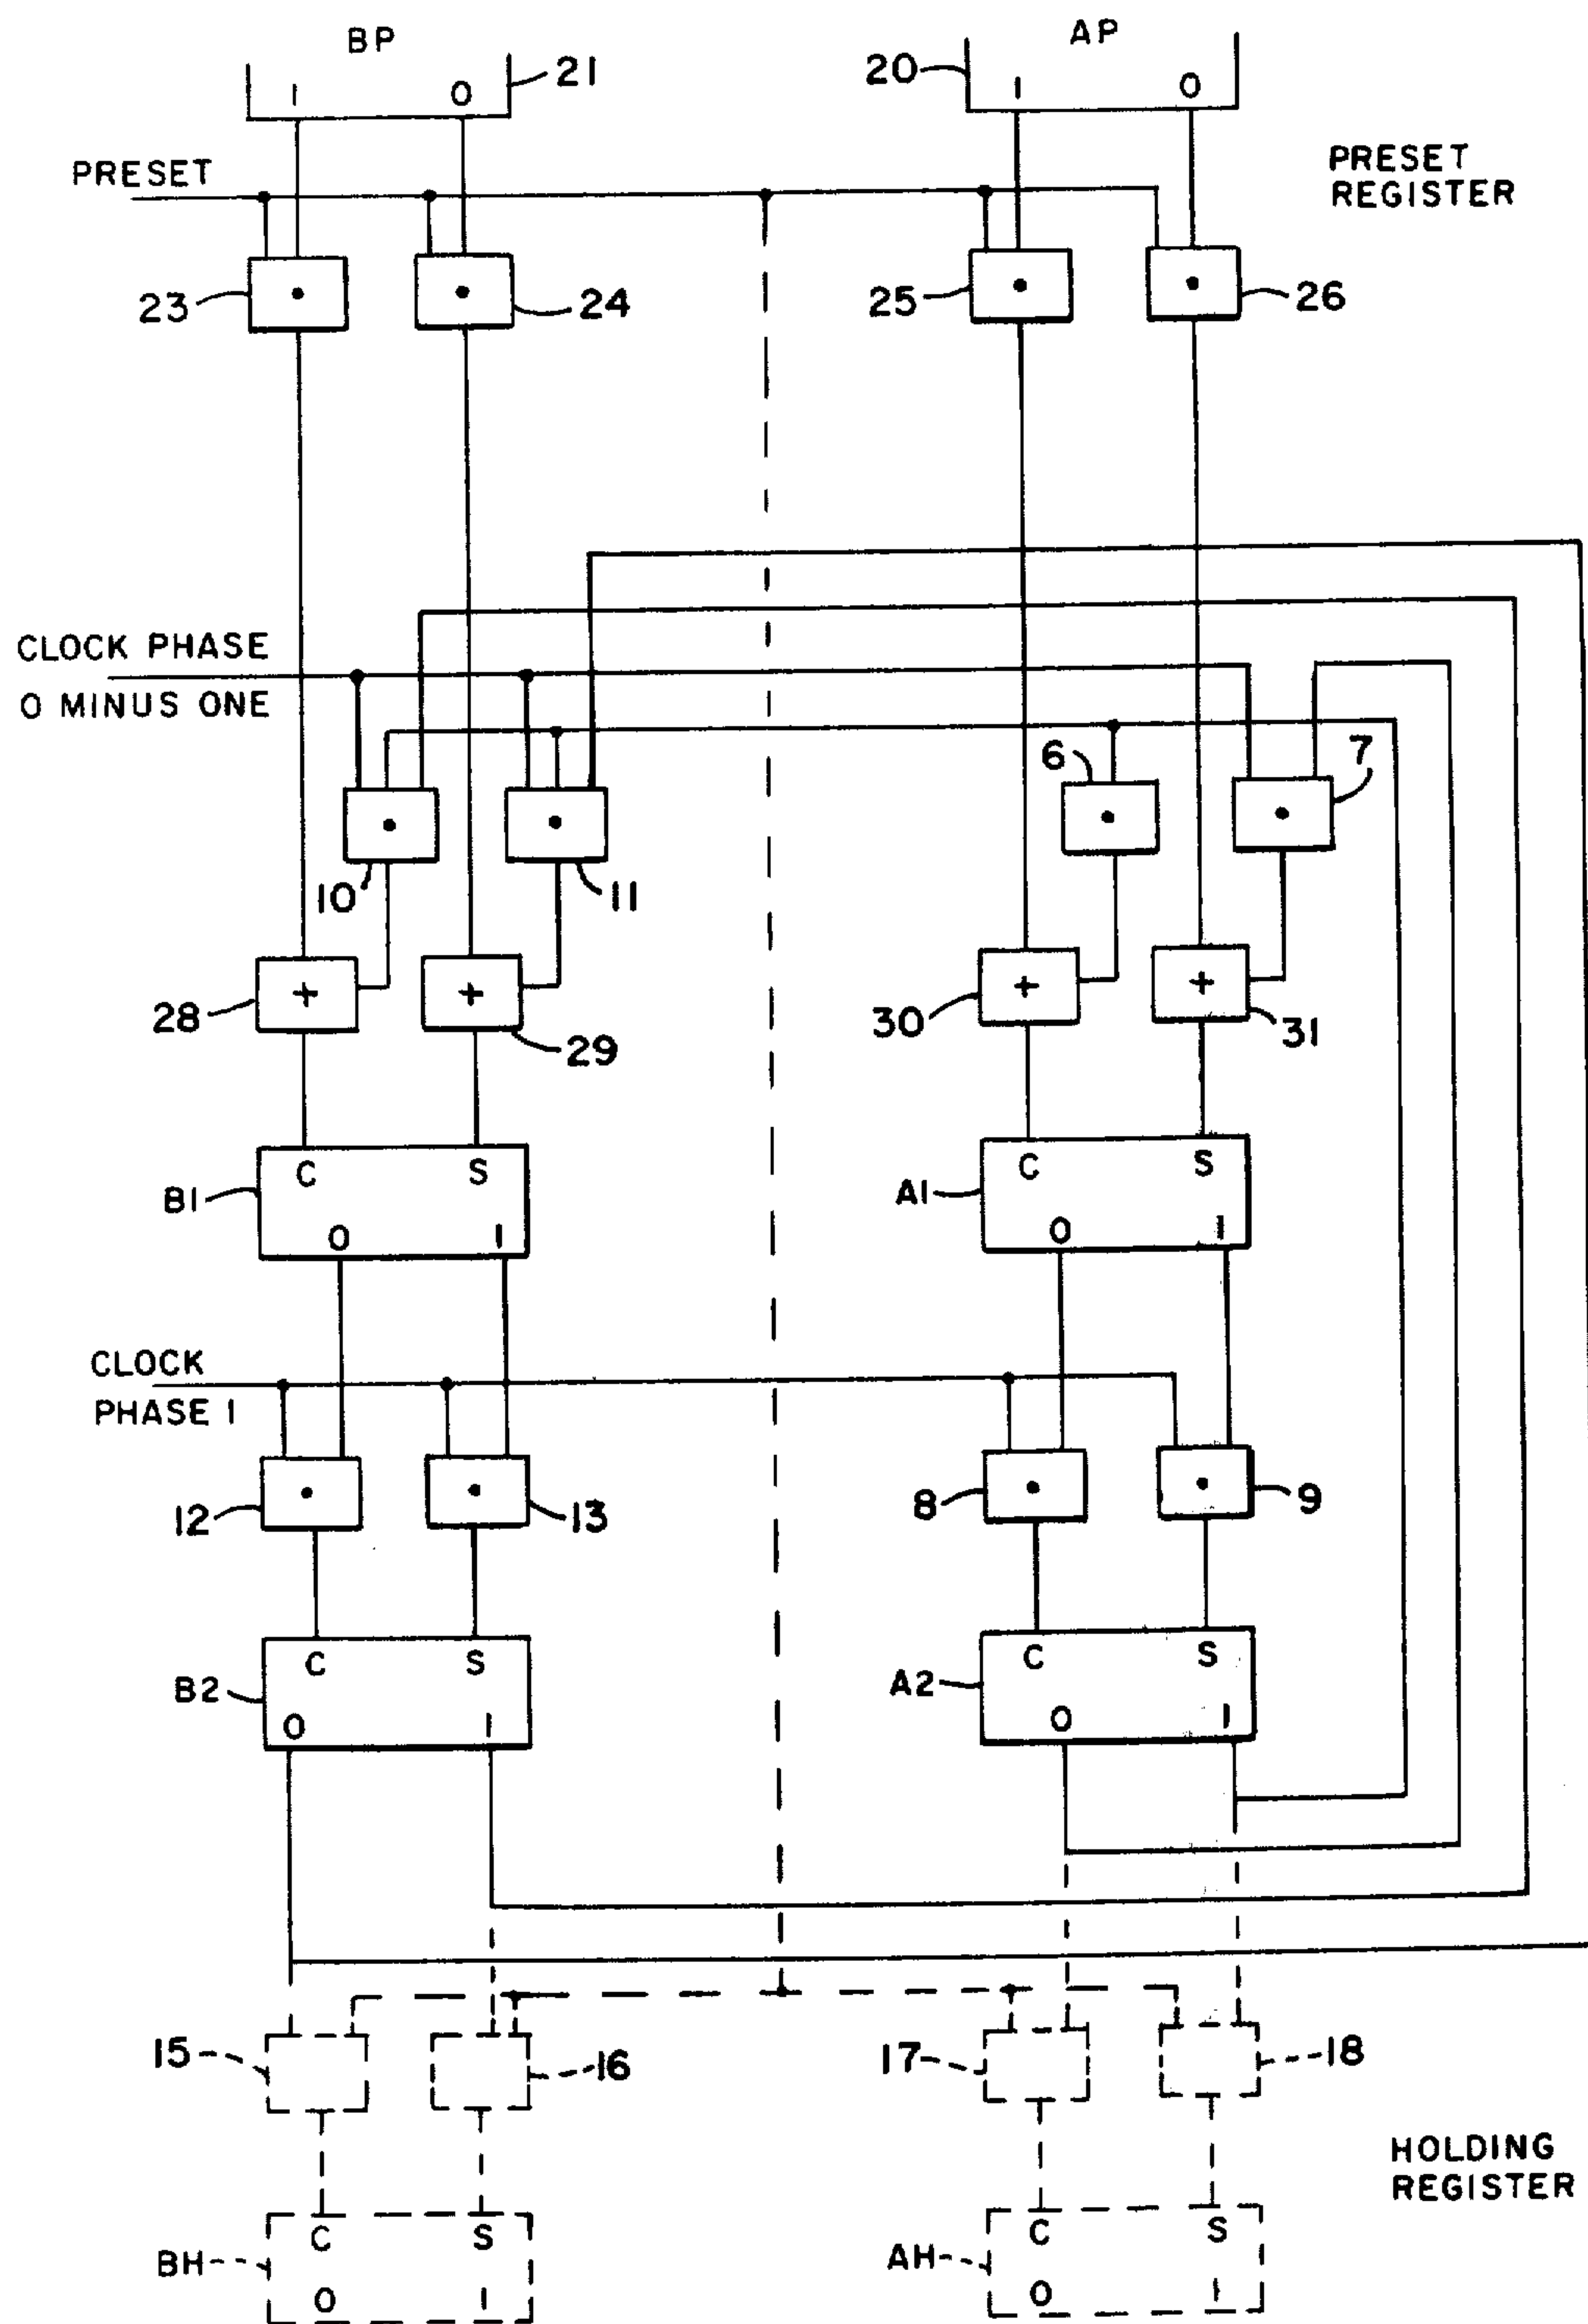 BP
AP
21
20
1
0
1
0
PRESET
PRESET
REGISTER
23
24
25
26
CLOCK PHASE
0 MINUS ONE
6
7
10
11
+
+
+
+
28
29
30
31
C
S
C
S
B1
A1
0
1
0
1
CLOCK
PHASE 1
12
13
8
9
C
S
C
S
B2
A2
0
1
0
1
15
16
17
18
HOLDING
REGISTER
C
S
C
S
BH
AH
0
1
0
1